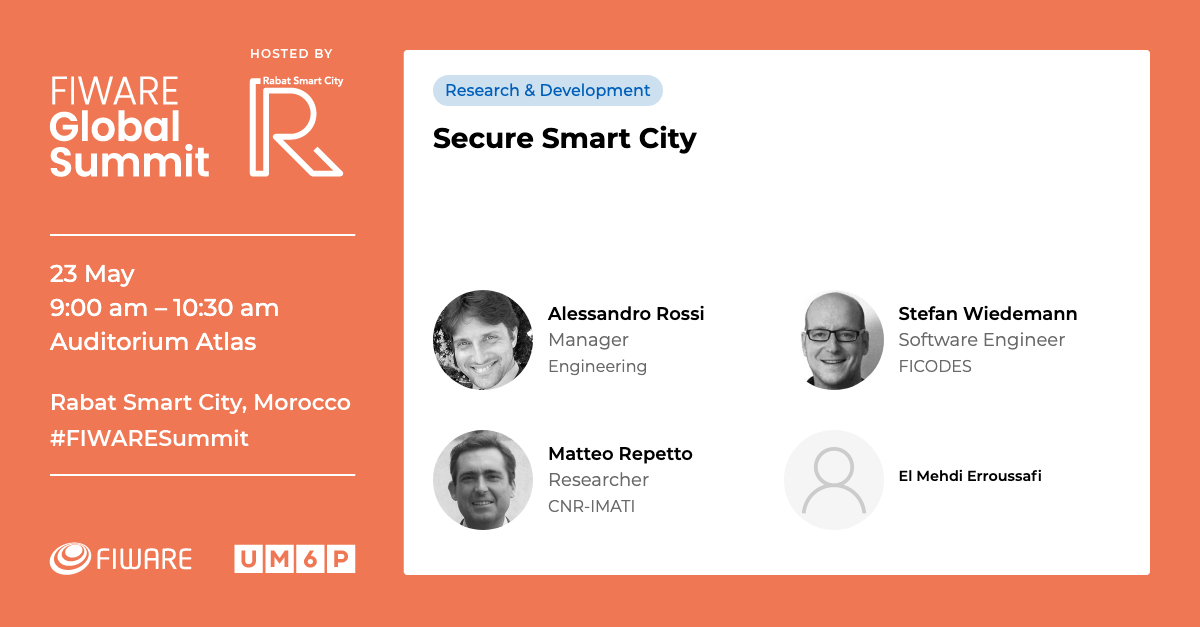 HOSTED BY
FIWARE
Global
Summit
Rabat Smart City
R
23 May
9:00 am – 10:30 am
Auditorium Atlas
Rabat Smart City, Morocco
#FIWARESummit
FIWARE
UM6P
Research & Development
Secure Smart City
Alessandro Rossi
Manager
Engineering
Stefan Wiedemann
Software Engineer
FICODES
Matteo Repetto
Researcher
CNR-IMATI
El Mehdi Erroussafi